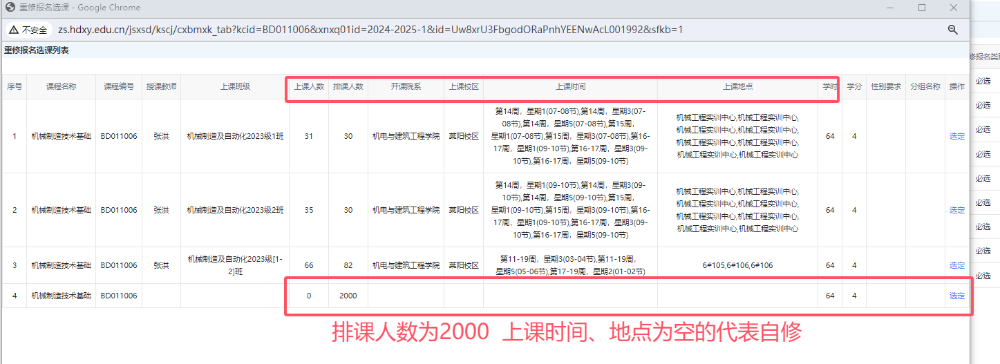 重修报名选课 - Google Chrome
不安全 zs.hdxy.edu.cn/jsxsd/kscj/cxbmxk_tab?kcid=BD011006&xnxq01id=2024-2025-1&id=Uw8xrU3FbgodORaPnhYEENwAcL001992&sfkb=1
重修报名选课列表
修报名类别
序号 课程名称 课程编号 授课教师 上课班级 上课人数 排课人数 开课院系 上课校区 上课时间 上课地点 学时 学分 性别要求 分组名称 操作
必选
第14周，星期1(07-08节),第14周，星期3(07-
08节),第14周，星期5(07-08节),第15周，
星期1(07-08节),第15周，星期3(07-08节),第16-
17周，星期1(09-10节),第16-17周，星期3(09-
10节),第16-17周，星期5(09-10节)
机械工程实训中心,机械工程实训中心,
机械工程实训中心,机械工程实训中心,
机械工程实训中心,机械工程实训中心,
机械工程实训中心,机械工程实训中心
1 机械制造技术基础 BD011006 张洪 机械制造及自动化2023级1班 31 30 机电与建筑工程学院 莱阳校区 64 4 选定
必选
必选
必选
第14周，星期1(09-10节),第14周，星期3(09-
10节),第14周，星期5(09-10节),第15周，
星期1(09-10节),第15周，星期3(09-10节),第16-
17周，星期1(09-10节),第16-17周，星期3(09-
10节),第16-17周，星期5(09-10节)
机械工程实训中心,机械工程实训中心,
机械工程实训中心,机械工程实训中心,
机械工程实训中心,机械工程实训中心,
机械工程实训中心,机械工程实训中心
2 机械制造技术基础 BD011006 张洪 机械制造及自动化2023级2班 35 30 机电与建筑工程学院 莱阳校区 64 4 选定
必选
必选
必选
机械制造及自动化2023级[1-
2]班
第11-19周，星期3(03-04节),第11-19周，
星期5(05-06节),第17-19周，星期2(01-02节)
3 机械制造技术基础 BD011006 张洪 66 82 机电与建筑工程学院 莱阳校区 6#105,6#106,6#106 64 4 选定
必选
必选
4 机械制造技术基础 BD011006 0 2000 64 4 选定
排课人数为2000 上课时间、地点为空的代表自修